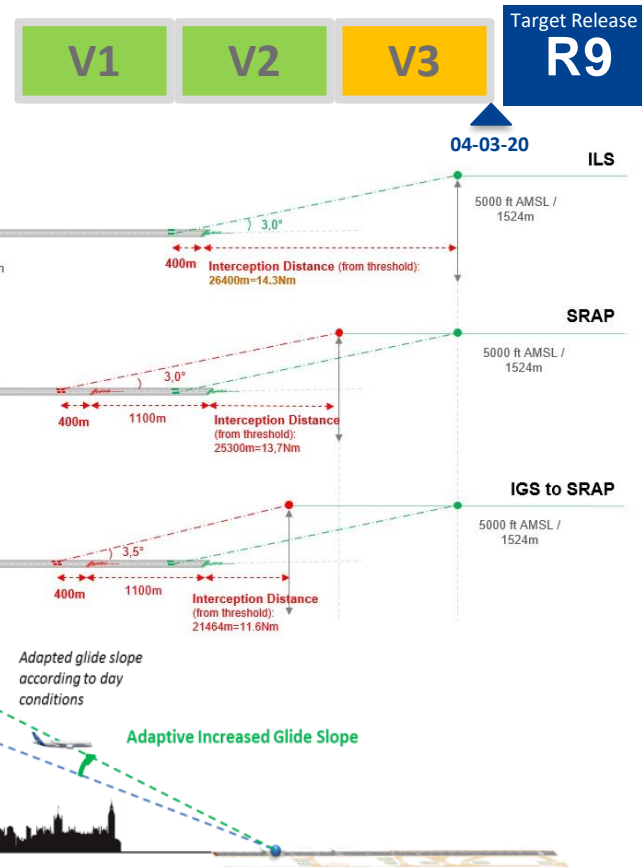 V1
V2
V3
Target Release
R9
04-03-20
ILS
5000 ft AMSL /
1524m
3,0°
400m
Interception Distance (from threshold):
26400m=14.3Nm
SRAP
5000 ft AMSL /
1524m
3,0°
400m
1100m
Interception Distance
(from threshold):
25300m=13,7Nm
IGS to SRAP
5000 ft AMSL /
1524m
3,5°
400m
1100m
Interception Distance
(from threshold):
21464m=11.6Nm
Adapted glide slope
according to day
conditions
Adaptive Increased Glide Slope